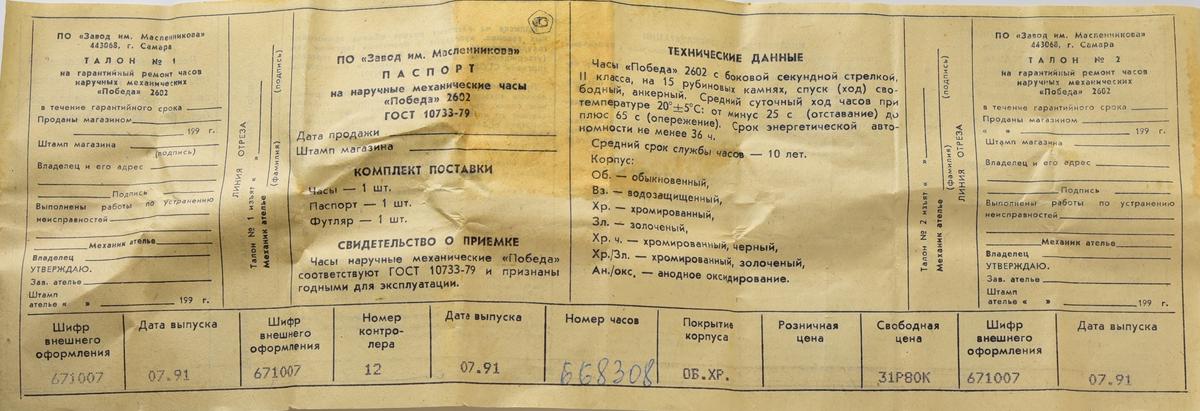 ПО «Завод им. Масленникова»
443068, г. Самара
ТАЛОН № 1
на гарантийный ремонт часов
наручных механических
«Победа» 2602
в течение гарантийного срока
Проданы магазином
199 г.
Штамп магазина
(подпись)
Владелец и его адрес
Подпись
Выполнены работы по устранению
неисправностей
Механик ателье
Владелец
УТВЕРЖДАЮ.
Зав. ателье
Штамп
ателье « » 199 г.
ЛИНИЯ ОТРЕЗА
Талон № 1 изъят « »
Механик ателье
(фамилия)
(подпись)
ПО «Завод им. Масленникова»
ПАСПОРТ
на наручные механические часы
«Победа» 2602
ГОСТ 10733-79
Дата продажи
Штамп магазина
КОМПЛЕКТ ПОСТАВКИ
Часы — 1 шт.
Паспорт — 1 шт.
Футляр — 1 шт.
СВИДЕТЕЛЬСТВО О ПРИЕМКЕ
Часы наручные механические «Победа»
соответствуют ГОСТ 10733-79 и признаны
годными для эксплуатации.
ТЕХНИЧЕСКИЕ ДАННЫЕ
Часы «Победа» 2602 с боковой секундной стрелкой,
II класса, на 15 рубиновых камнях, спуск (ход) сво-
бодный, анкерный. Средний суточный ход часов при
температуре 20°±5°С: от минус 25 с (отставание) до
плюс 65 с (опережение). Срок энергетической авто-
номности не менее 36 ч.
Средний срок службы часов — 10 лет.
Корпус:
Об. — обыкновенный,
Вз. — водозащищенный,
Хр. — хромированный,
Зл. — золоченый,
Хр. ч. — хромированный, черный,
Хр./Зл. — хромированный, золоченый,
Ан./окс. — анодное оксидирование.
Талон № 2 изъят « »
Механик ателье
(фамилия)
(подпись)
ЛИНИЯ ОТРЕЗА
ПО «Завод им. Масленникова»
443068, г. Самара
ТАЛОН № 2
на гарантийный ремонт часов
наручных механических
«Победа» 2602
в течение гарантийного срока
Проданы магазином
« » 199 г.
Штамп магазина
Владелец и его адрес
Подпись
Выполнены работы по устранению
неисправностей
Механик ателье
Владелец
УТВЕРЖДАЮ.
Зав. ателье
Штамп
ателье « » 199 г.
Шифр внешнего оформления
671007
Дата выпуска
07.91
Шифр внешнего оформления
671007
Номер контро-
лера
12
Дата выпуска
07.91
Номер часов
668308
Покрытие корпуса
ОБ.ХР.
Розничная цена
Свободная цена
31Р80К
Шифр внешнего оформления
671007
Дата выпуска
07.91